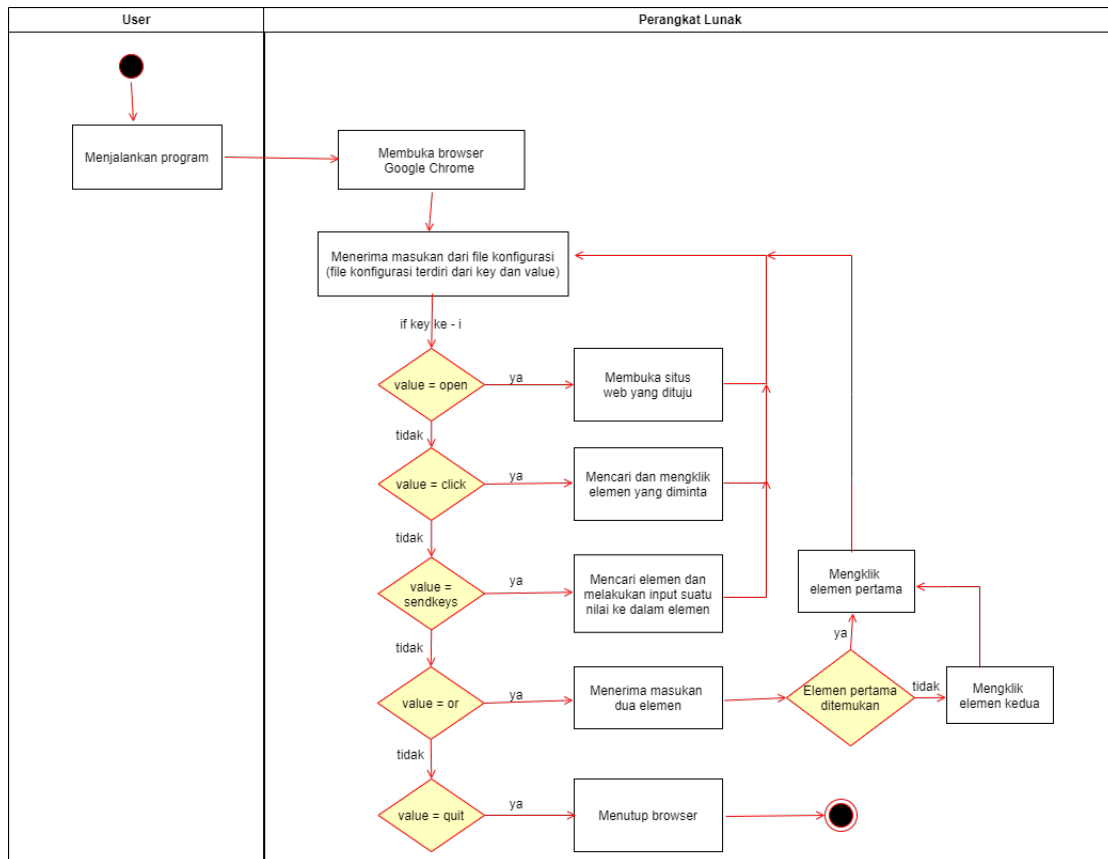 User
Perangkat Lunak
Menjalankan program
Membuka browser
Google Chrome
Menerima masukan dari file konfigurasi
(file konfigurasi terdiri dari key dan value)
if key ke - i
value = open
ya
Membuka situs
web yang dituju
tidak
value = click
ya
Mencari dan mengklik
elemen yang diminta
tidak
value =
sendkeys
ya
Mencari elemen dan
melakukan input suatu
nilai ke dalam elemen
Mengklik
elemen pertama
ya
tidak
value = or
ya
Menerima masukan
dua elemen
Elemen pertama
ditemukan
tidak
Mengklik
elemen kedua
tidak
value = quit
ya
Menutup browser